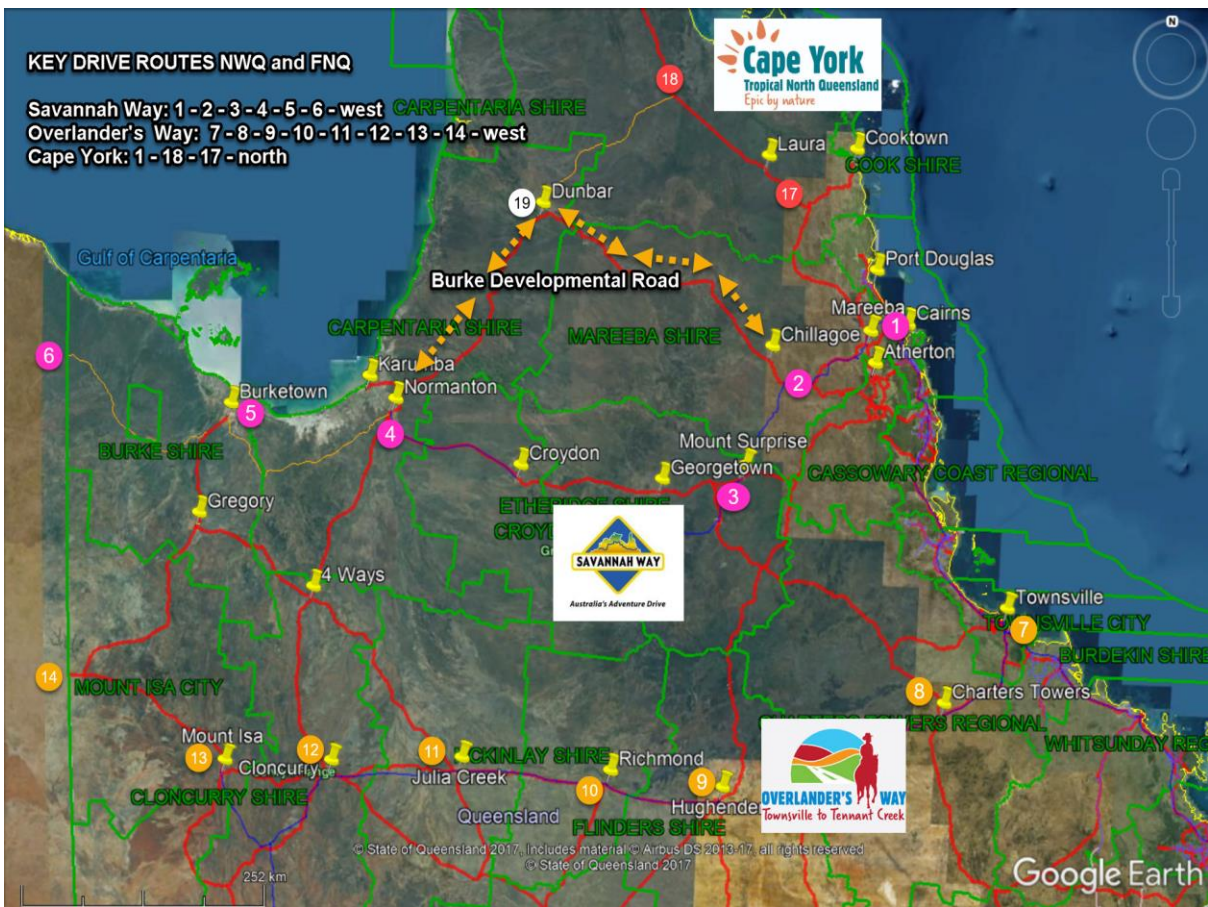 KEY DRIVE ROUTES NWQ and FNQ
Savannah Way: 1 - 2 - 3 - 4 - 5 - 6 - west
Overlander's Way: 7 - 8 - 9 - 10 - 11 - 12 - 13 - 14 - west
Cape York: 1 - 18 - 17 - north
CARPENTARIA SHIRE
Cape York
Tropical North Queensland
Epic by nature
N
18
Laura
Cooktown
COOK SHIRE
17
19
Dunbar
Gulf of Carpentaria
Port Douglas
Burke Developmental Road
Mareeba
Cairns
1
CARPENTARIA SHIRE
MAREEBA SHIRE
Chillagoe
Atherton
6
Karumba
2
Burketown
Normanton
5
4
Mount Surprise
BURKE SHIRE
Croydon
Georgetown
CASSOWARY COAST REGIONAL
3
Gregory
ETHERIDGE SHIRE
SAVANNAH WAY
Australia's Adventure Drive
4 Ways
Townsville
TOWNSVILLE CITY
7
BURDEKIN SHIRE
14
MOUNT ISA CITY
8
Charters Towers
CHARTERS TOWERS REGIONAL
WHITSUNDAY REG
Mount Isa
13
12
Cloncurry
11
CKINLAY SHIRE
Richmond
Julia Creek
9
CLONCURRY SHIRE
10
Hughenden
OVERLANDER'S WAY
Townsville to Tennant Creek
Queensland
FLINDERS SHIRE
© State of Queensland 2017, Includes material © Airbus DS 2013-17, all rights reserved
© State of Queensland 2017
252 km
Google Earth